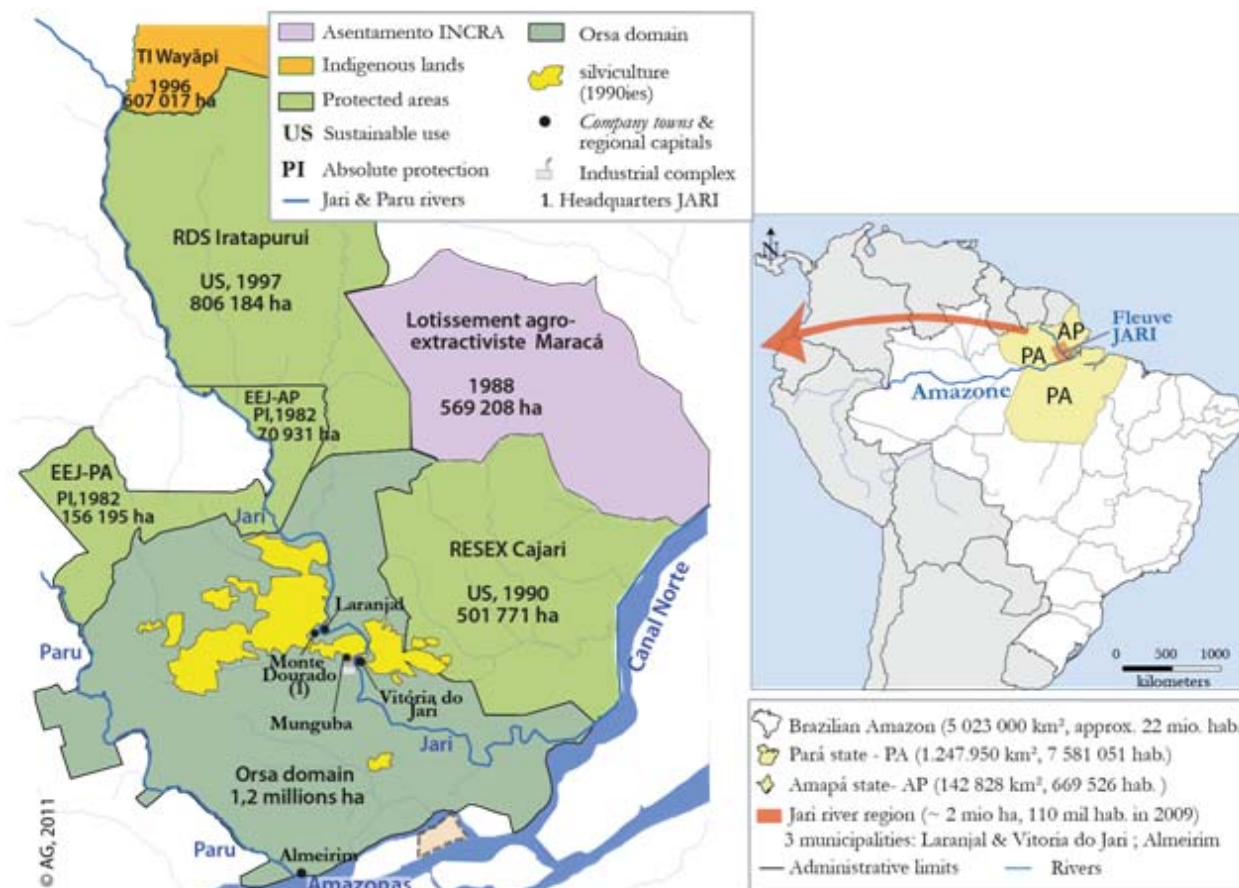 Asentamento INCRA
Indigenous lands
Protected areas
US Sustainable use
PI Absolute protection
Jari & Paru rivers
Orsa domain
silviculture
(1990ies)
Company towns &
regional capitals
Industrial complex
1. Headquarters JARI
TI Wayãpi
1996
607 017 ha
RDS Iratapurui
US, 1997
806 184 ha
Lotissement agro-
extractiviste Maracá
1988
569 208 ha
EEJ-AP
PI,1982
70 931 ha
EEJ-PA
PI,1982
156 195 ha
Jari
RESEX Cajari
US, 1990
501 771 ha
Canal Norte
Laranjal
Paru
Monte
Dourado
(1)
Vitória do
Jari
Munguba
Jari
Orsa domain
1,2 millions ha
Paru
Almeirim
Amazonas
© AG, 2011
N
AP
Fleuve
JARI
PA
Amazone
PA
0 500 1000
kilometers
Brazilian Amazon (5 023 000 km², approx. 22 mio. hab.
Pará state - PA (1.247.950 km², 7 581 051 hab.)
Amapá state- AP (142 828 km², 669 526 hab. )
Jari river region (~ 2 mio ha, 110 mil hab. in 2009)
3 municipalities: Laranjal & Vitoria do Jari ; Almeirim
Administrative limits
Rivers